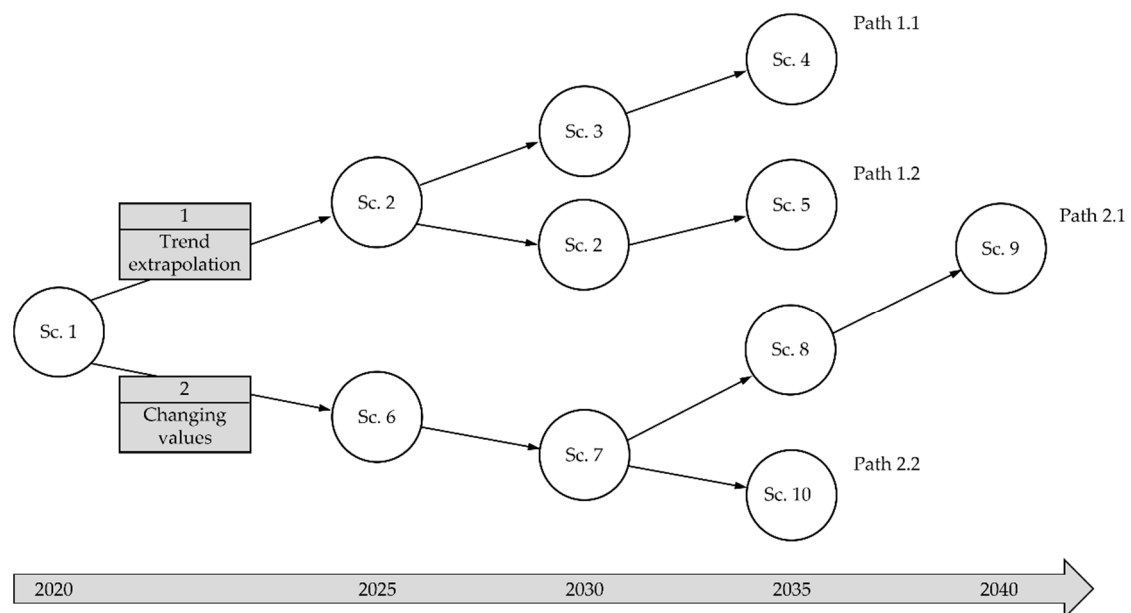 Path 1.1
Sc. 4
Sc. 3
Path 1.2
Sc. 2
Sc. 5
1
Trend
extrapolation
Sc. 2
Path 2.1
Sc. 9
Sc. 1
Sc. 8
2
Changing
values
Sc. 6
Sc. 7
Path 2.2
Sc. 10
2020 2025 2030 2035 2040